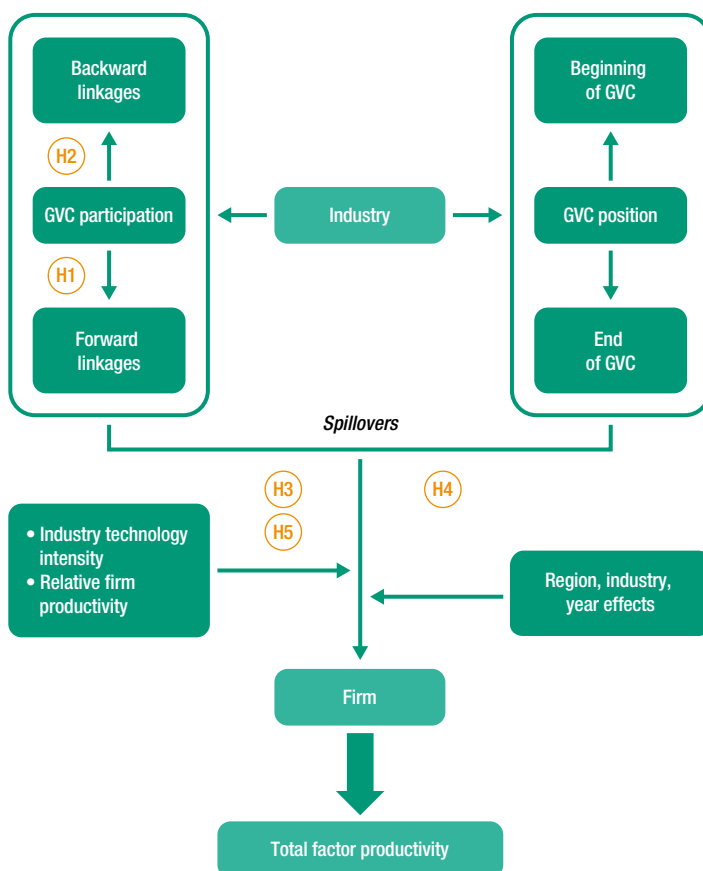 Backward
linkages
H2
GVC participation
H1
Forward
linkages
Industry
Beginning
of GVC
GVC position
End
of GVC
Spillovers
H3
H4
H5
• Industry technology
intensity
• Relative firm
productivity
Region, industry,
year effects
Firm
Total factor productivity